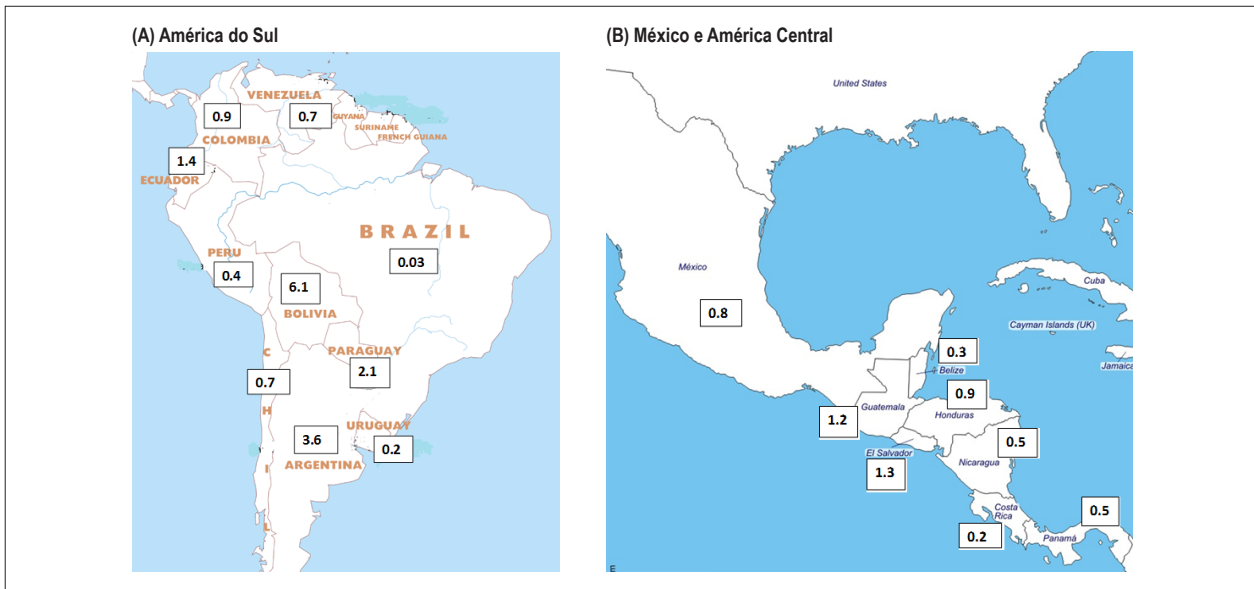 (A) América do Sul
VENEZUELA
0.9
0.7
GUYANA
SURINAME
FRENCH GUIANA
COLOMBIA
1.4
ECUADOR
BRAZIL
0.03
PERU
0.4
6.1
BOLIVIA
PARAGUAY
2.1
C
0.7
H
URUGUAY
3.6
0.2
ARGENTINA
I
L
(B) México e América Central
United States
México
Cuba
0.8
Cayman Islands (UK)
0.3
Jamaica
Belize
0.9
Guatemala
Honduras
1.2
0.5
El Salvador
Nicaragua
1.3
Costa
Rica
0.5
0.2
Panamá
E